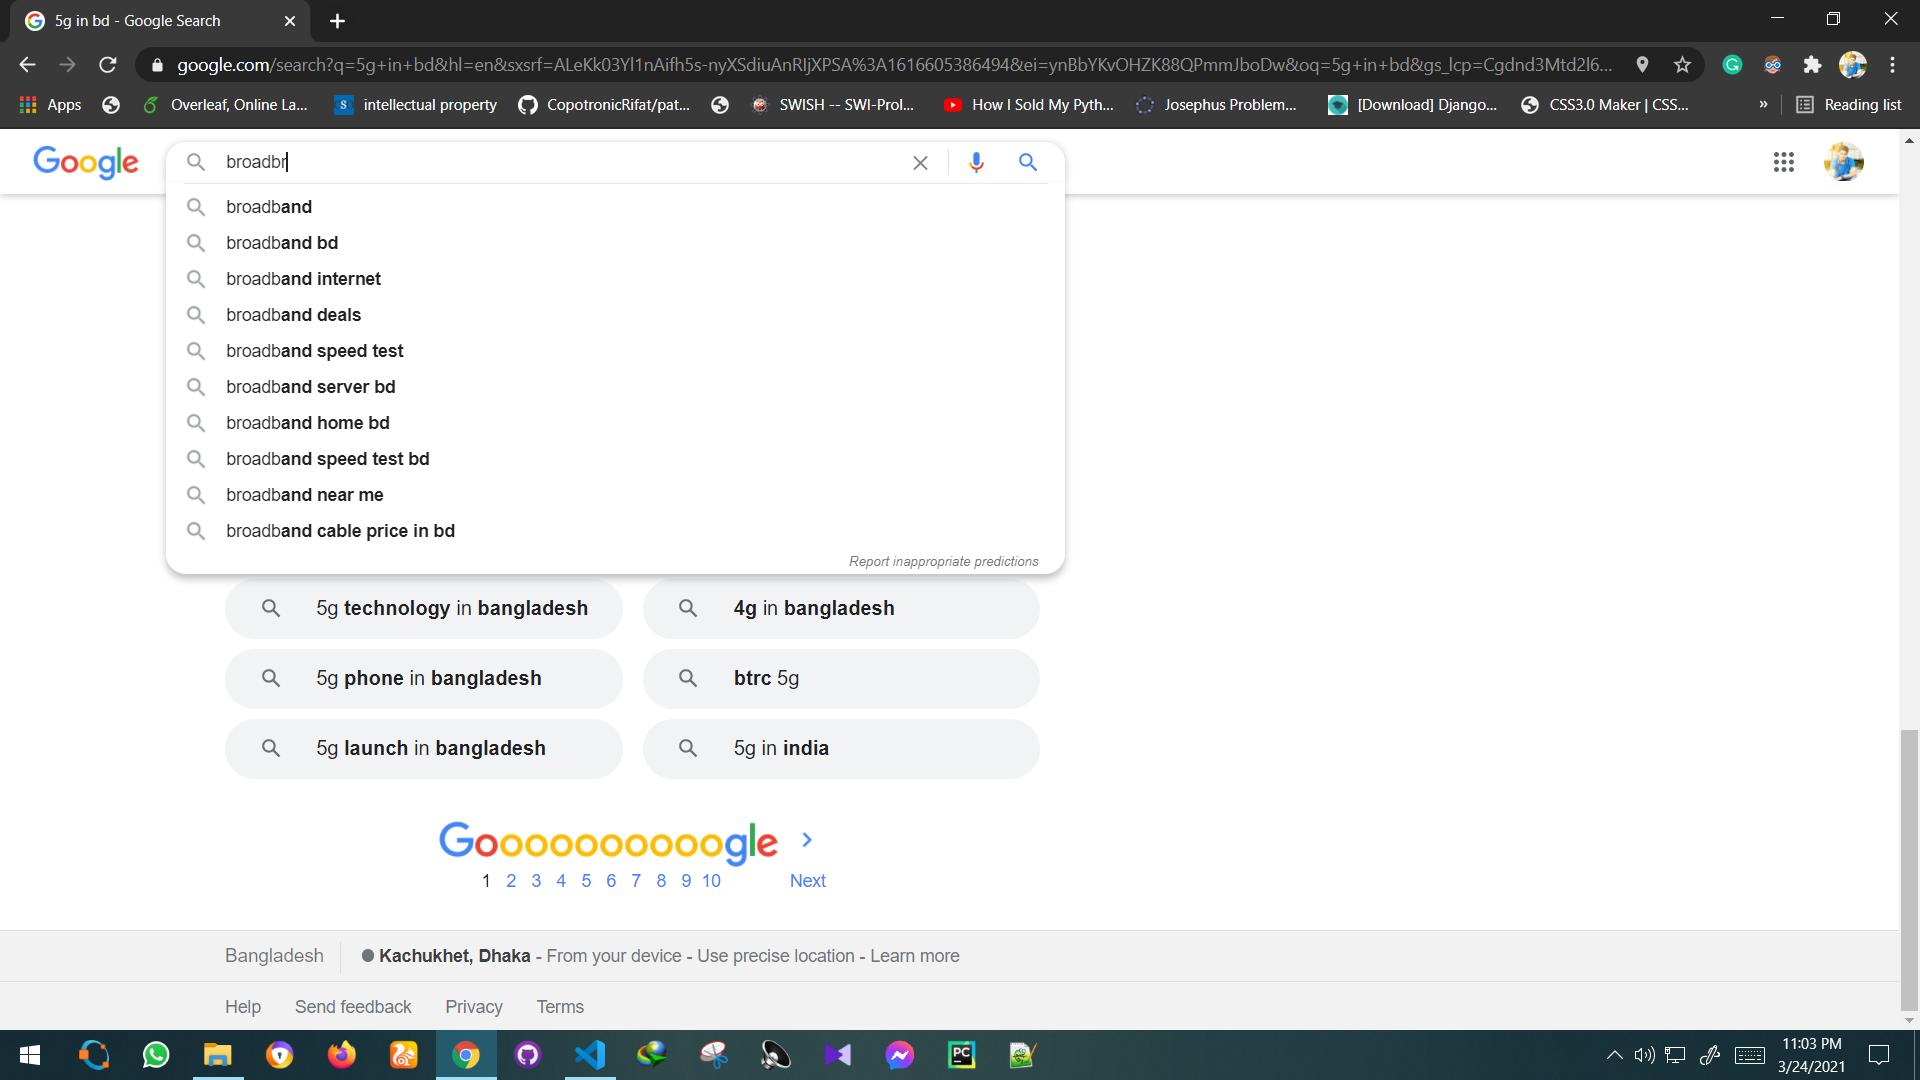 5g in bd - Google Search
google.com/search?q=5g+in+bd&hl=en&sxsrf=ALeKk03Yl1nAifh5s-nyXSdiuAnRIjXPSA%3A1616605386494&ei=ynBbYKvOHZK88QPmmJboDw&oq=5g+in+bd&gs_lcp=Cgdnd3Mtd2l6...
Apps Overleaf, Online La... intellectual property CopotronicRifat/pat... SWISH -- SWI-Prol... How I Sold My Pyth... Josephus Problem... [Download] Django... CSS3.0 Maker | CSS... » Reading list
Google broadbr
broadband
broadband bd
broadband internet
broadband deals
broadband speed test
broadband server bd
broadband home bd
broadband speed test bd
broadband near me
broadband cable price in bd
Report inappropriate predictions
5g technology in bangladesh 4g in bangladesh
5g phone in bangladesh btrc 5g
5g launch in bangladesh 5g in india
Goooooooooogle
1 2 3 4 5 6 7 8 9 10 Next
Bangladesh Kachukhet, Dhaka - From your device - Use precise location - Learn more
Help Send feedback Privacy Terms
11:03 PM
3/24/2021